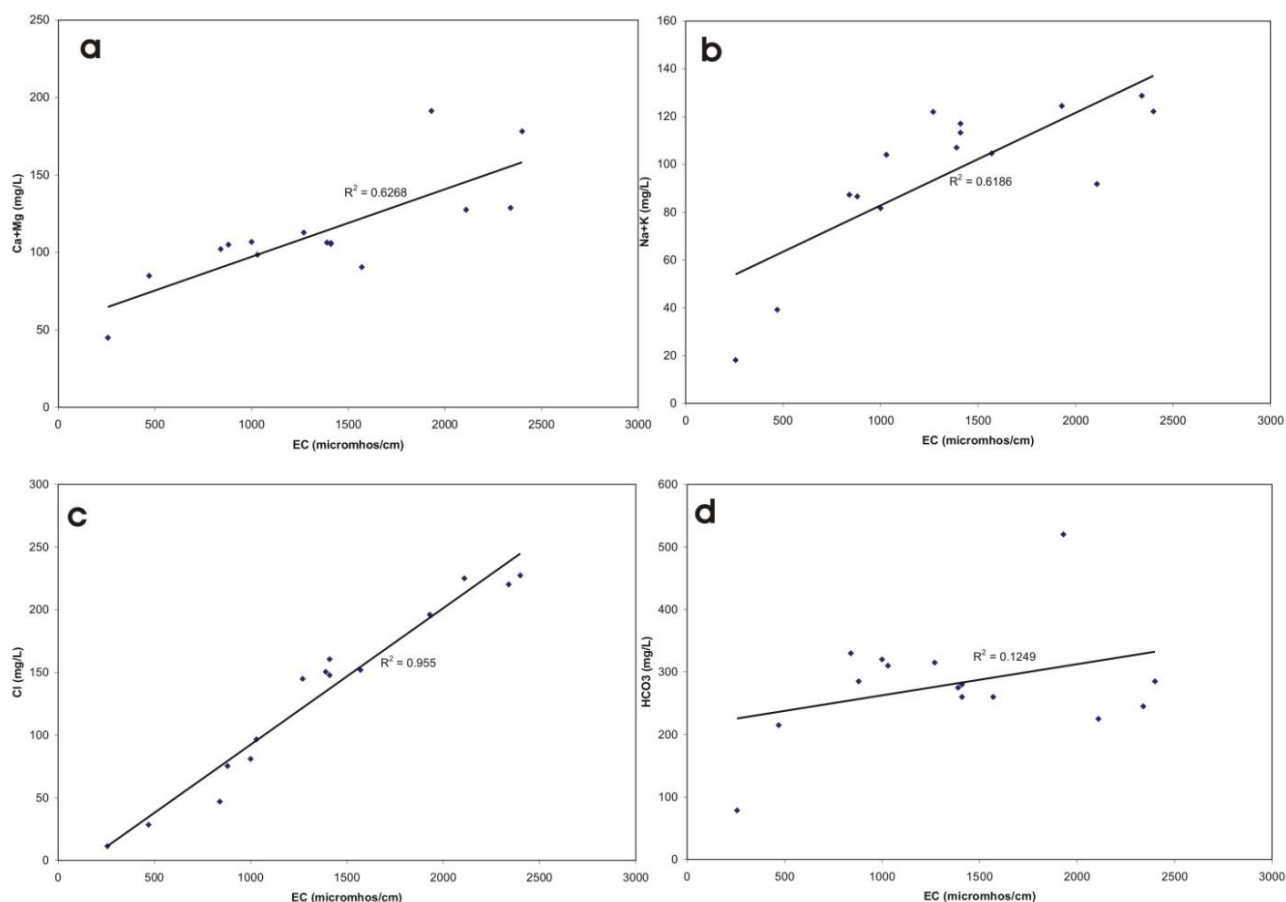 a
250
200
150
100
50
0
Ca+Mg (mg/L)
R² = 0.6268
0 500 1000 1500 2000 2500 3000
EC (micromhos/cm)
b
160
140
120
100
80
60
40
20
0
Na+K (mg/L)
R² = 0.6186
0 500 1000 1500 2000 2500 3000
EC (micromhos/cm)
c
300
250
200
150
100
50
0
Cl (mg/L)
R² = 0.955
0 500 1000 1500 2000 2500 3000
EC (micromhos/cm)
d
600
500
400
300
200
100
0
HCO3 (mg/L)
R² = 0.1249
0 500 1000 1500 2000 2500 3000
EC (micromhos/cm)